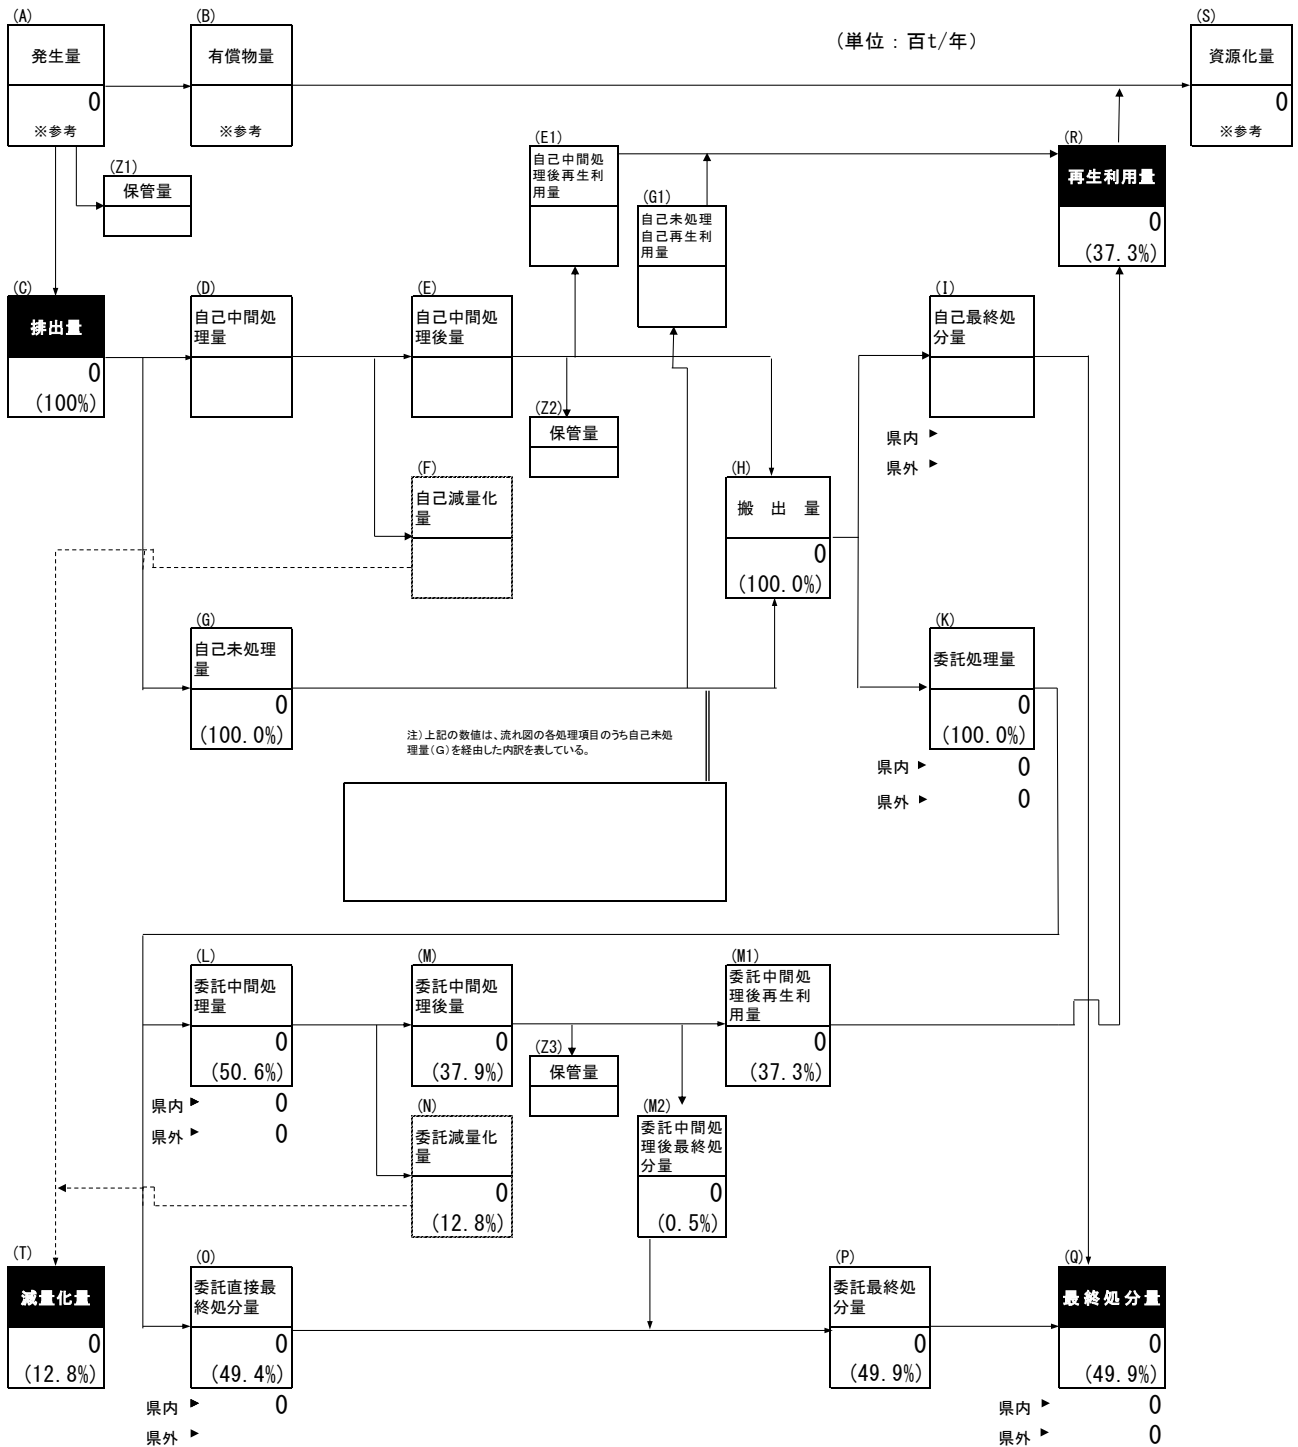 (A)
発生量
0
※参考
(B)
有償物量
※参考
（単位：百t/年）
(S)
資源化量
0
※参考
(Z1)
保管量
(E1)
自己中間処
理後再生利
用量
(G1)
自己未処理
自己再生利
用量
(R)
再生利用量
0
(37.3%)
(C)
排出量
0
(100%)
(D)
自己中間処
理量
(E)
自己中間処
理後量
(Z2)
保管量
(F)
自己減量化
量
(I)
自己最終処
分量
県内 ▶
県外 ▶
(H)
搬 出 量
0
(100.0%)
(G)
自己未処理
量
0
(100.0%)
(K)
委託処理量
0
(100.0%)
県内 ▶ 0
県外 ▶ 0
注）上記の数値は、流れ図の各処理項目のうち自己未処
理量(G)を経由した内訳を表している。
(L)
委託中間処
理量
0
(50.6%)
県内 ▶ 0
県外 ▶ 0
(M)
委託中間処
理後量
0
(37.9%)
(Z3)
保管量
(M1)
委託中間処
理後再生利
用量
0
(37.3%)
(N)
委託減量化
量
0
(12.8%)
(M2)
委託中間処
理後最終処
分量
0
(0.5%)
(T)
減量化量
0
(12.8%)
(O)
委託直接最
終処分量
0
(49.4%)
県内 ▶ 0
県外 ▶
(P)
委託最終処
分量
0
(49.9%)
(Q)
最終処分量
0
(49.9%)
県内 ▶ 0
県外 ▶ 0